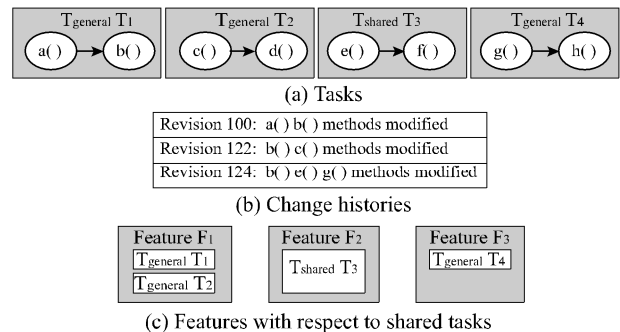 Tgeneral T1 Tgeneral T2 Tshared T3 Tgeneral T4
a( ) b( ) c( ) d( ) e( ) f( ) g( ) h( )
(a) Tasks
Revision 100: a( ) b( ) methods modified
Revision 122: b( ) c( ) methods modified
Revision 124: b( ) e( ) g( ) methods modified
(b) Change histories
Feature F1 Feature F2 Feature F3
Tgeneral T1 Tshared T3 Tgeneral T4
Tgeneral T2
(c) Features with respect to shared tasks